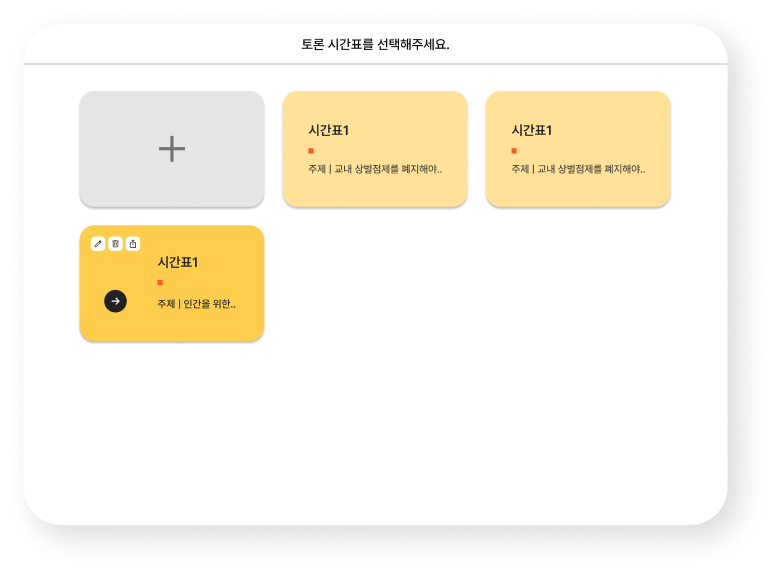 토론 시간표를 선택해주세요.
시간표1
주제 | 교내 상벌점제를 폐지해야..
시간표1
주제 | 교내 상벌점제를 폐지해야..
시간표1
주제 | 인간을 위한..